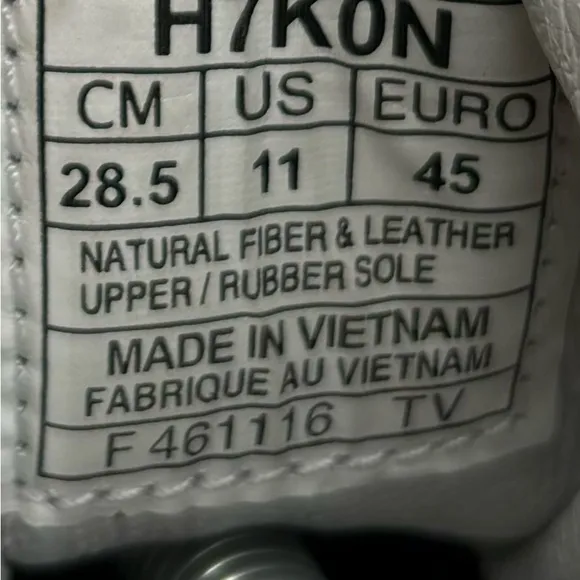 H7K0N
CM US EURO
28.5 11 45
NATURAL FIBER & LEATHER
UPPER / RUBBER SOLE
MADE IN VIETNAM
FABRIQUE AU VIETNAM
F 461116 TV